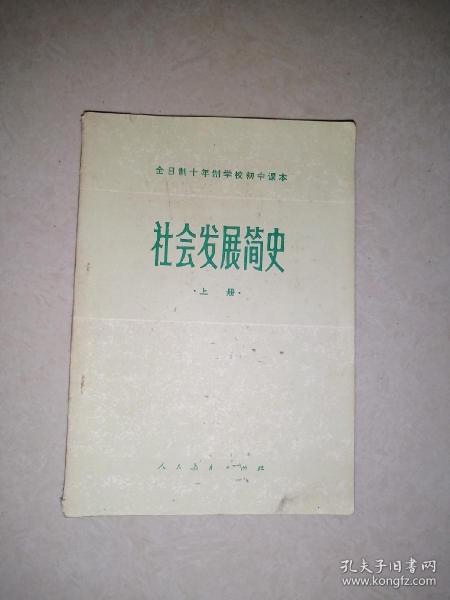 全日制十年制学校初中课本
社会发展简史
·上 册·
人民教育出版社
孔夫子旧书网
www.kongfz.com